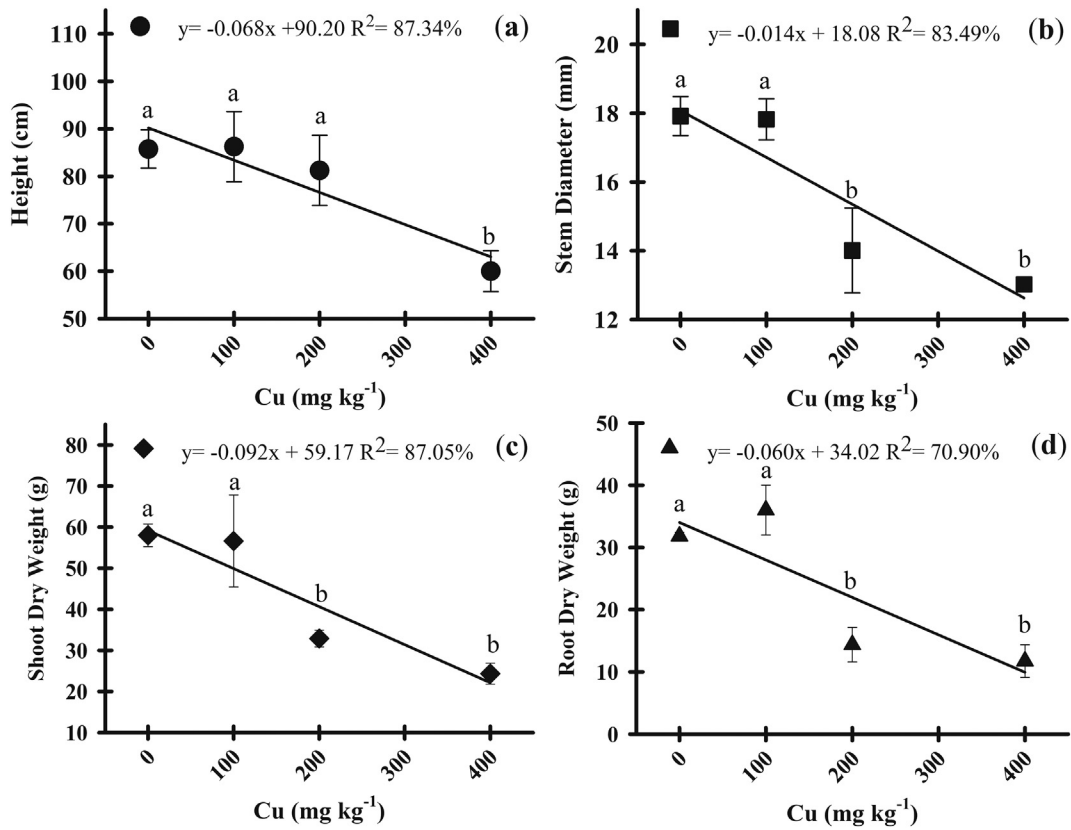 y= -0.068x +90.20 R²= 87.34% (a)
110
100
90
80
70
60
50
Height (cm)
a
a
a
b
0 100 200 300 400
Cu (mg kg⁻¹)
y= -0.014x + 18.08 R²= 83.49% (b)
20
18
16
14
12
Stem Diameter (mm)
a
a
b
b
0 100 200 300 400
Cu (mg kg⁻¹)
y= -0.092x + 59.17 R²= 87.05% (c)
80
70
60
50
40
30
20
10
Shoot Dry Weight (g)
a
a
b
b
0 100 200 300 400
Cu (mg kg⁻¹)
y= -0.060x + 34.02 R²= 70.90% (d)
50
40
30
20
10
0
Root Dry Weight (g)
a
a
b
b
0 100 200 300 400
Cu (mg kg⁻¹)